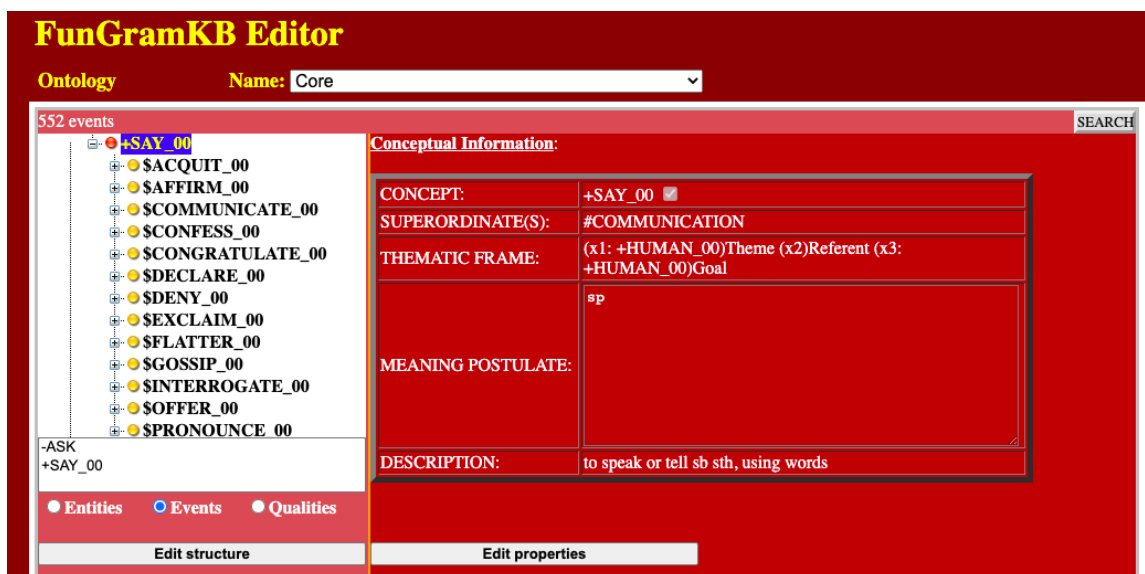 FunGramKB Editor
Ontology Name: Core
552 events SEARCH
+SAY_00
$ACQUIT_00
$AFFIRM_00
$COMMUNICATE_00
$CONFESS_00
$CONGRATULATE_00
$DECLARE_00
$DENY_00
$EXCLAIM_00
$FLATTER_00
$GOSSIP_00
$INTERROGATE_00
$OFFER_00
$PRONOUNCE_00
-ASK
+SAY_00
Entities Events Qualities
Edit structure
Conceptual Information:
CONCEPT: +SAY_00
SUPERORDINATE(S): #COMMUNICATION
THEMATIC FRAME: (x1: +HUMAN_00)Theme (x2)Referent (x3:
+HUMAN_00)Goal
MEANING POSTULATE: sp
DESCRIPTION: to speak or tell sb sth, using words
Edit properties